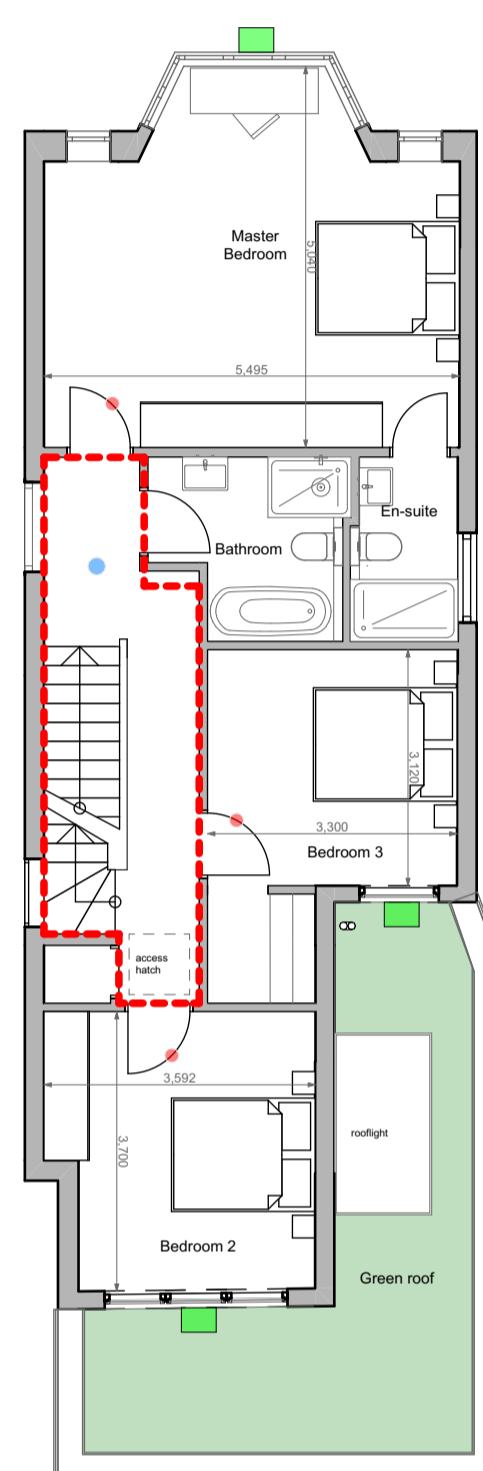 Master
Bedroom
5,040
5,495
En-suite
Bathroom
3,120
3,300
Bedroom 3
access
hatch
3,592
3,700
rooflight
Bedroom 2
Green roof